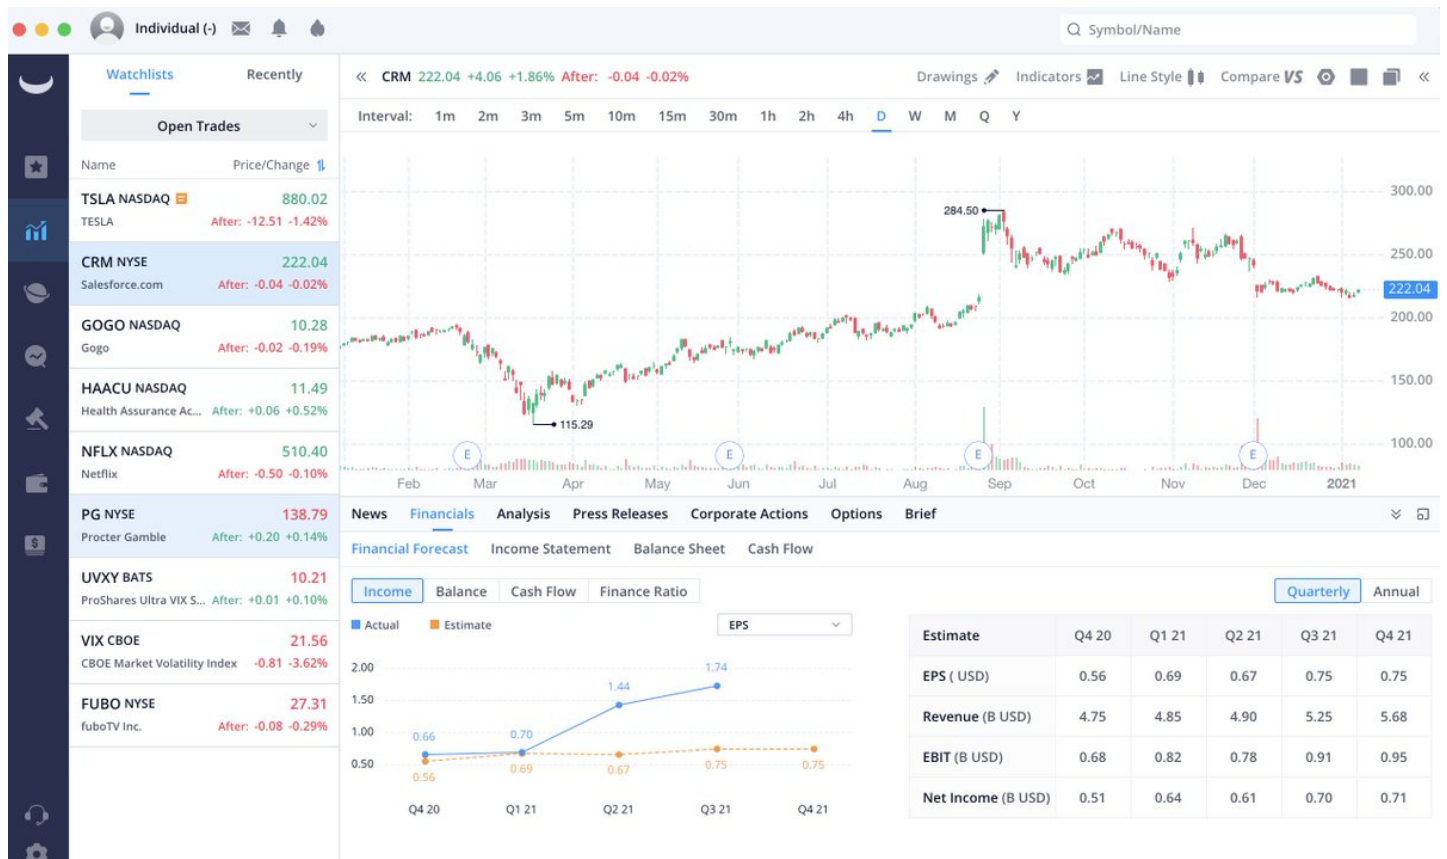 Individual (-)
Symbol/Name
Watchlists Recently
Open Trades
Name Price/Change
TSLA NASDAQ 880.02
TESLA After: -12.51 -1.42%
CRM NYSE 222.04
Salesforce.com After: -0.04 -0.02%
GOGO NASDAQ 10.28
Gogo After: -0.02 -0.19%
HAACU NASDAQ 11.49
Health Assurance Ac... After: +0.06 +0.52%
NFLX NASDAQ 510.40
Netflix After: -0.50 -0.10%
PG NYSE 138.79
Procter Gamble After: +0.20 +0.14%
UVXY BATS 10.21
ProShares Ultra VIX S... After: +0.01 +0.10%
VIX CBOE 21.56
CBOE Market Volatility Index -0.81 -3.62%
FUBO NYSE 27.31
fuboTV Inc. After: -0.08 -0.29%
CRM 222.04 +4.06 +1.86% After: -0.04 -0.02%
Drawings Indicators Line Style Compare VS
Interval: 1m 2m 3m 5m 10m 15m 30m 1h 2h 4h D W M Q Y
300.00
284.50
250.00
222.04
200.00
150.00
115.29
100.00
E E E E
Feb Mar Apr May Jun Jul Aug Sep Oct Nov Dec 2021
News Financials Analysis Press Releases Corporate Actions Options Brief
Financial Forecast Income Statement Balance Sheet Cash Flow
Income Balance Cash Flow Finance Ratio
Quarterly Annual
Actual Estimate EPS
2.00
1.50
1.00
0.50
0.66 0.70 1.44 1.74
0.56 0.69 0.67 0.75 0.75
Q4 20 Q1 21 Q2 21 Q3 21 Q4 21
Estimate Q4 20 Q1 21 Q2 21 Q3 21 Q4 21
EPS ( USD) 0.56 0.69 0.67 0.75 0.75
Revenue (B USD) 4.75 4.85 4.90 5.25 5.68
EBIT (B USD) 0.68 0.82 0.78 0.91 0.95
Net Income (B USD) 0.51 0.64 0.61 0.70 0.71